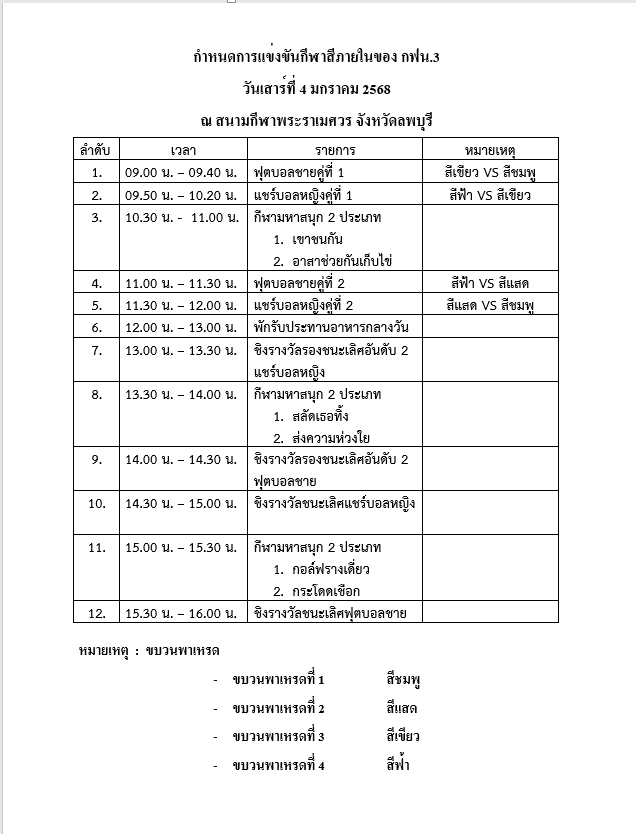 กำหนดการแข่งขันกีฬาสีภายในของ กฟน.3
วันเสาร์ที่ 4 มกราคม 2568
ณ สนามกีฬาพระราเมศวร จังหวัดลพบุรี
ลำดับ เวลา รายการ หมายเหตุ
1. 09.00 น. – 09.40 น. ฟุตบอลชายคู่ที่ 1 สีเขียว VS สีชมพู
2. 09.50 น. – 10.20 น. แชร์บอลหญิงคู่ที่ 1 สีฟ้า VS สีเขียว
3. 10.30 น. - 11.00 น. กีฬามหาสนุก 2 ประเภท
1. เขาชนกัน
2. อาสาช่วยกันเก็บไข่
4. 11.00 น. – 11.30 น. ฟุตบอลชายคู่ที่ 2 สีฟ้า VS สีแสด
5. 11.30 น. – 12.00 น. แชร์บอลหญิงคู่ที่ 2 สีแสด VS สีชมพู
6. 12.00 น. – 13.00 น. พักรับประทานอาหารกลางวัน
7. 13.00 น. – 13.30 น. ชิงรางวัลรองชนะเลิศอันดับ 2
แชร์บอลหญิง
8. 13.30 น. – 14.00 น. กีฬามหาสนุก 2 ประเภท
1. สลัดเธอทิ้ง
2. ส่งความห่วงใย
9. 14.00 น. – 14.30 น. ชิงรางวัลรองชนะเลิศอันดับ 2
ฟุตบอลชาย
10. 14.30 น. – 15.00 น. ชิงรางวัลชนะเลิศแชร์บอลหญิง
11. 15.00 น. – 15.30 น. กีฬามหาสนุก 2 ประเภท
1. กอล์ฟรางเดี่ยว
2. กระโดดเชือก
12. 15.30 น. – 16.00 น. ชิงรางวัลชนะเลิศฟุตบอลชาย
หมายเหตุ : ขบวนพาเหรด
- ขบวนพาเหรดที่ 1 สีชมพู
- ขบวนพาเหรดที่ 2 สีแสด
- ขบวนพาเหรดที่ 3 สีเขียว
- ขบวนพาเหรดที่ 4 สีฟ้า